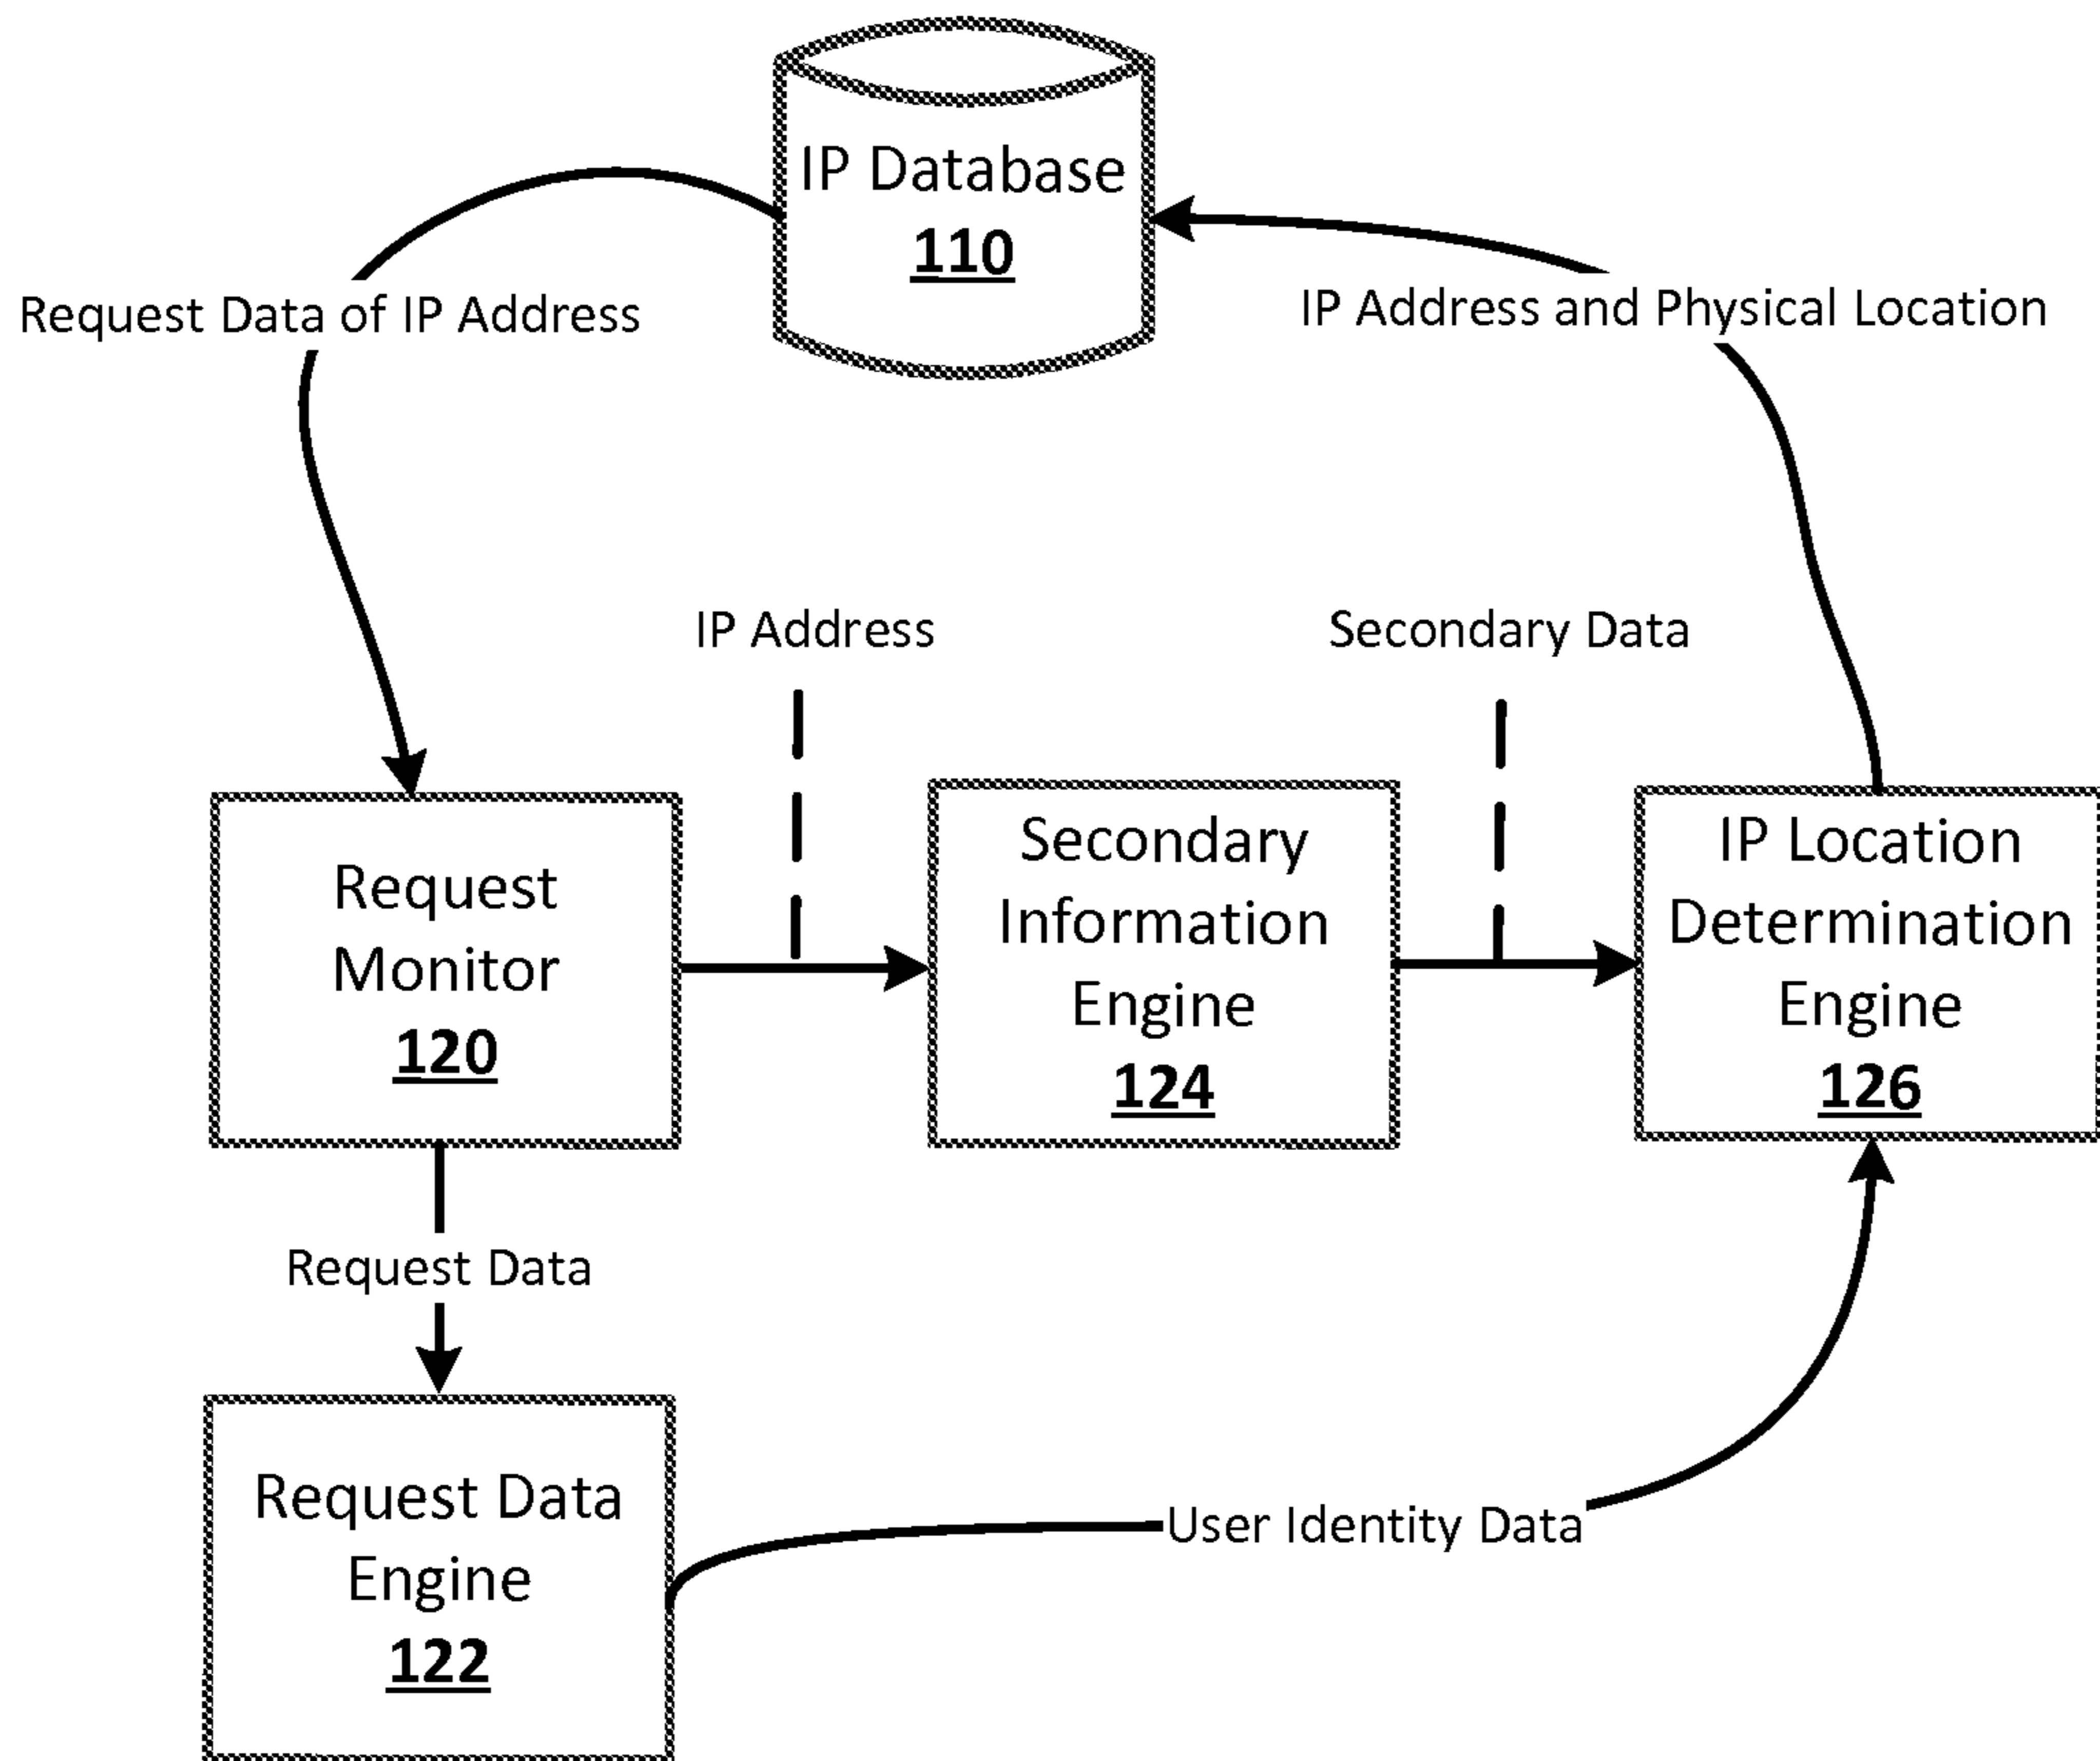 IP Database
110
Request Data of IP Address
IP Address and Physical Location
IP Address
Secondary Data
Request
Monitor
120
Secondary
Information
Engine
124
IP Location
Determination
Engine
126
Request Data
Request Data
Engine
122
User Identity Data